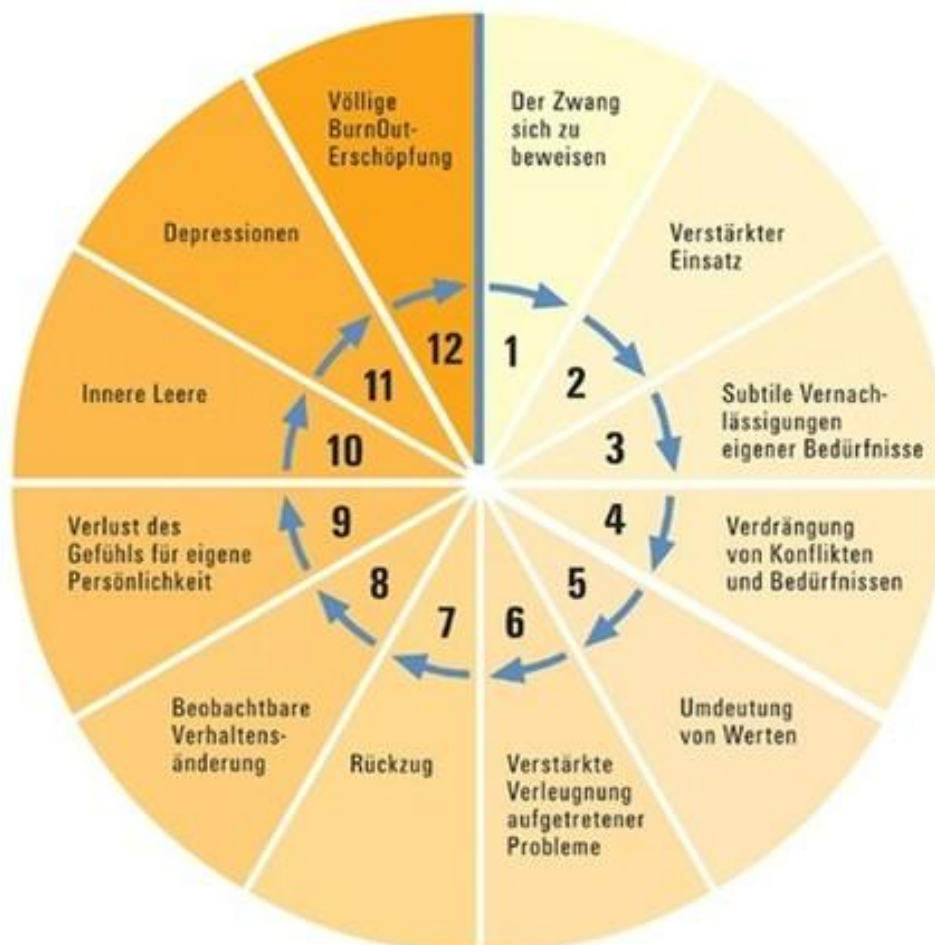 Der Zwang
sich zu
beweisen
1
Verstärkter
Einsatz
2
Subtile Vernach-
lässigungen
eigener Bedürfnisse
3
Verdrängung
von Konflikten
und Bedürfnissen
4
Umdeutung
von Werten
5
Verstärkte
Verleugnung
aufgetretener
Probleme
6
Rückzug
7
Beobachtbare
Verhaltens-
änderung
8
Verlust des
Gefühls für eigene
Persönlichkeit
9
Innere Leere
10
Depressionen
11
Völlige
BurnOut-
Erschöpfung
12